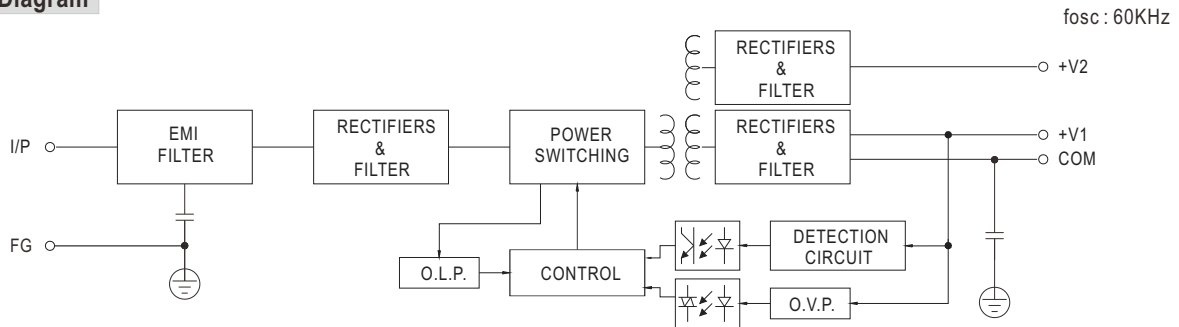 Diagram
fosc : 60KHz
RECTIFIERS
&
FILTER
+V2
I/P
EMI
FILTER
RECTIFIERS
&
FILTER
POWER
SWITCHING
RECTIFIERS
&
FILTER
+V1
COM
FG
O.L.P.
CONTROL
DETECTION
CIRCUIT
O.V.P.